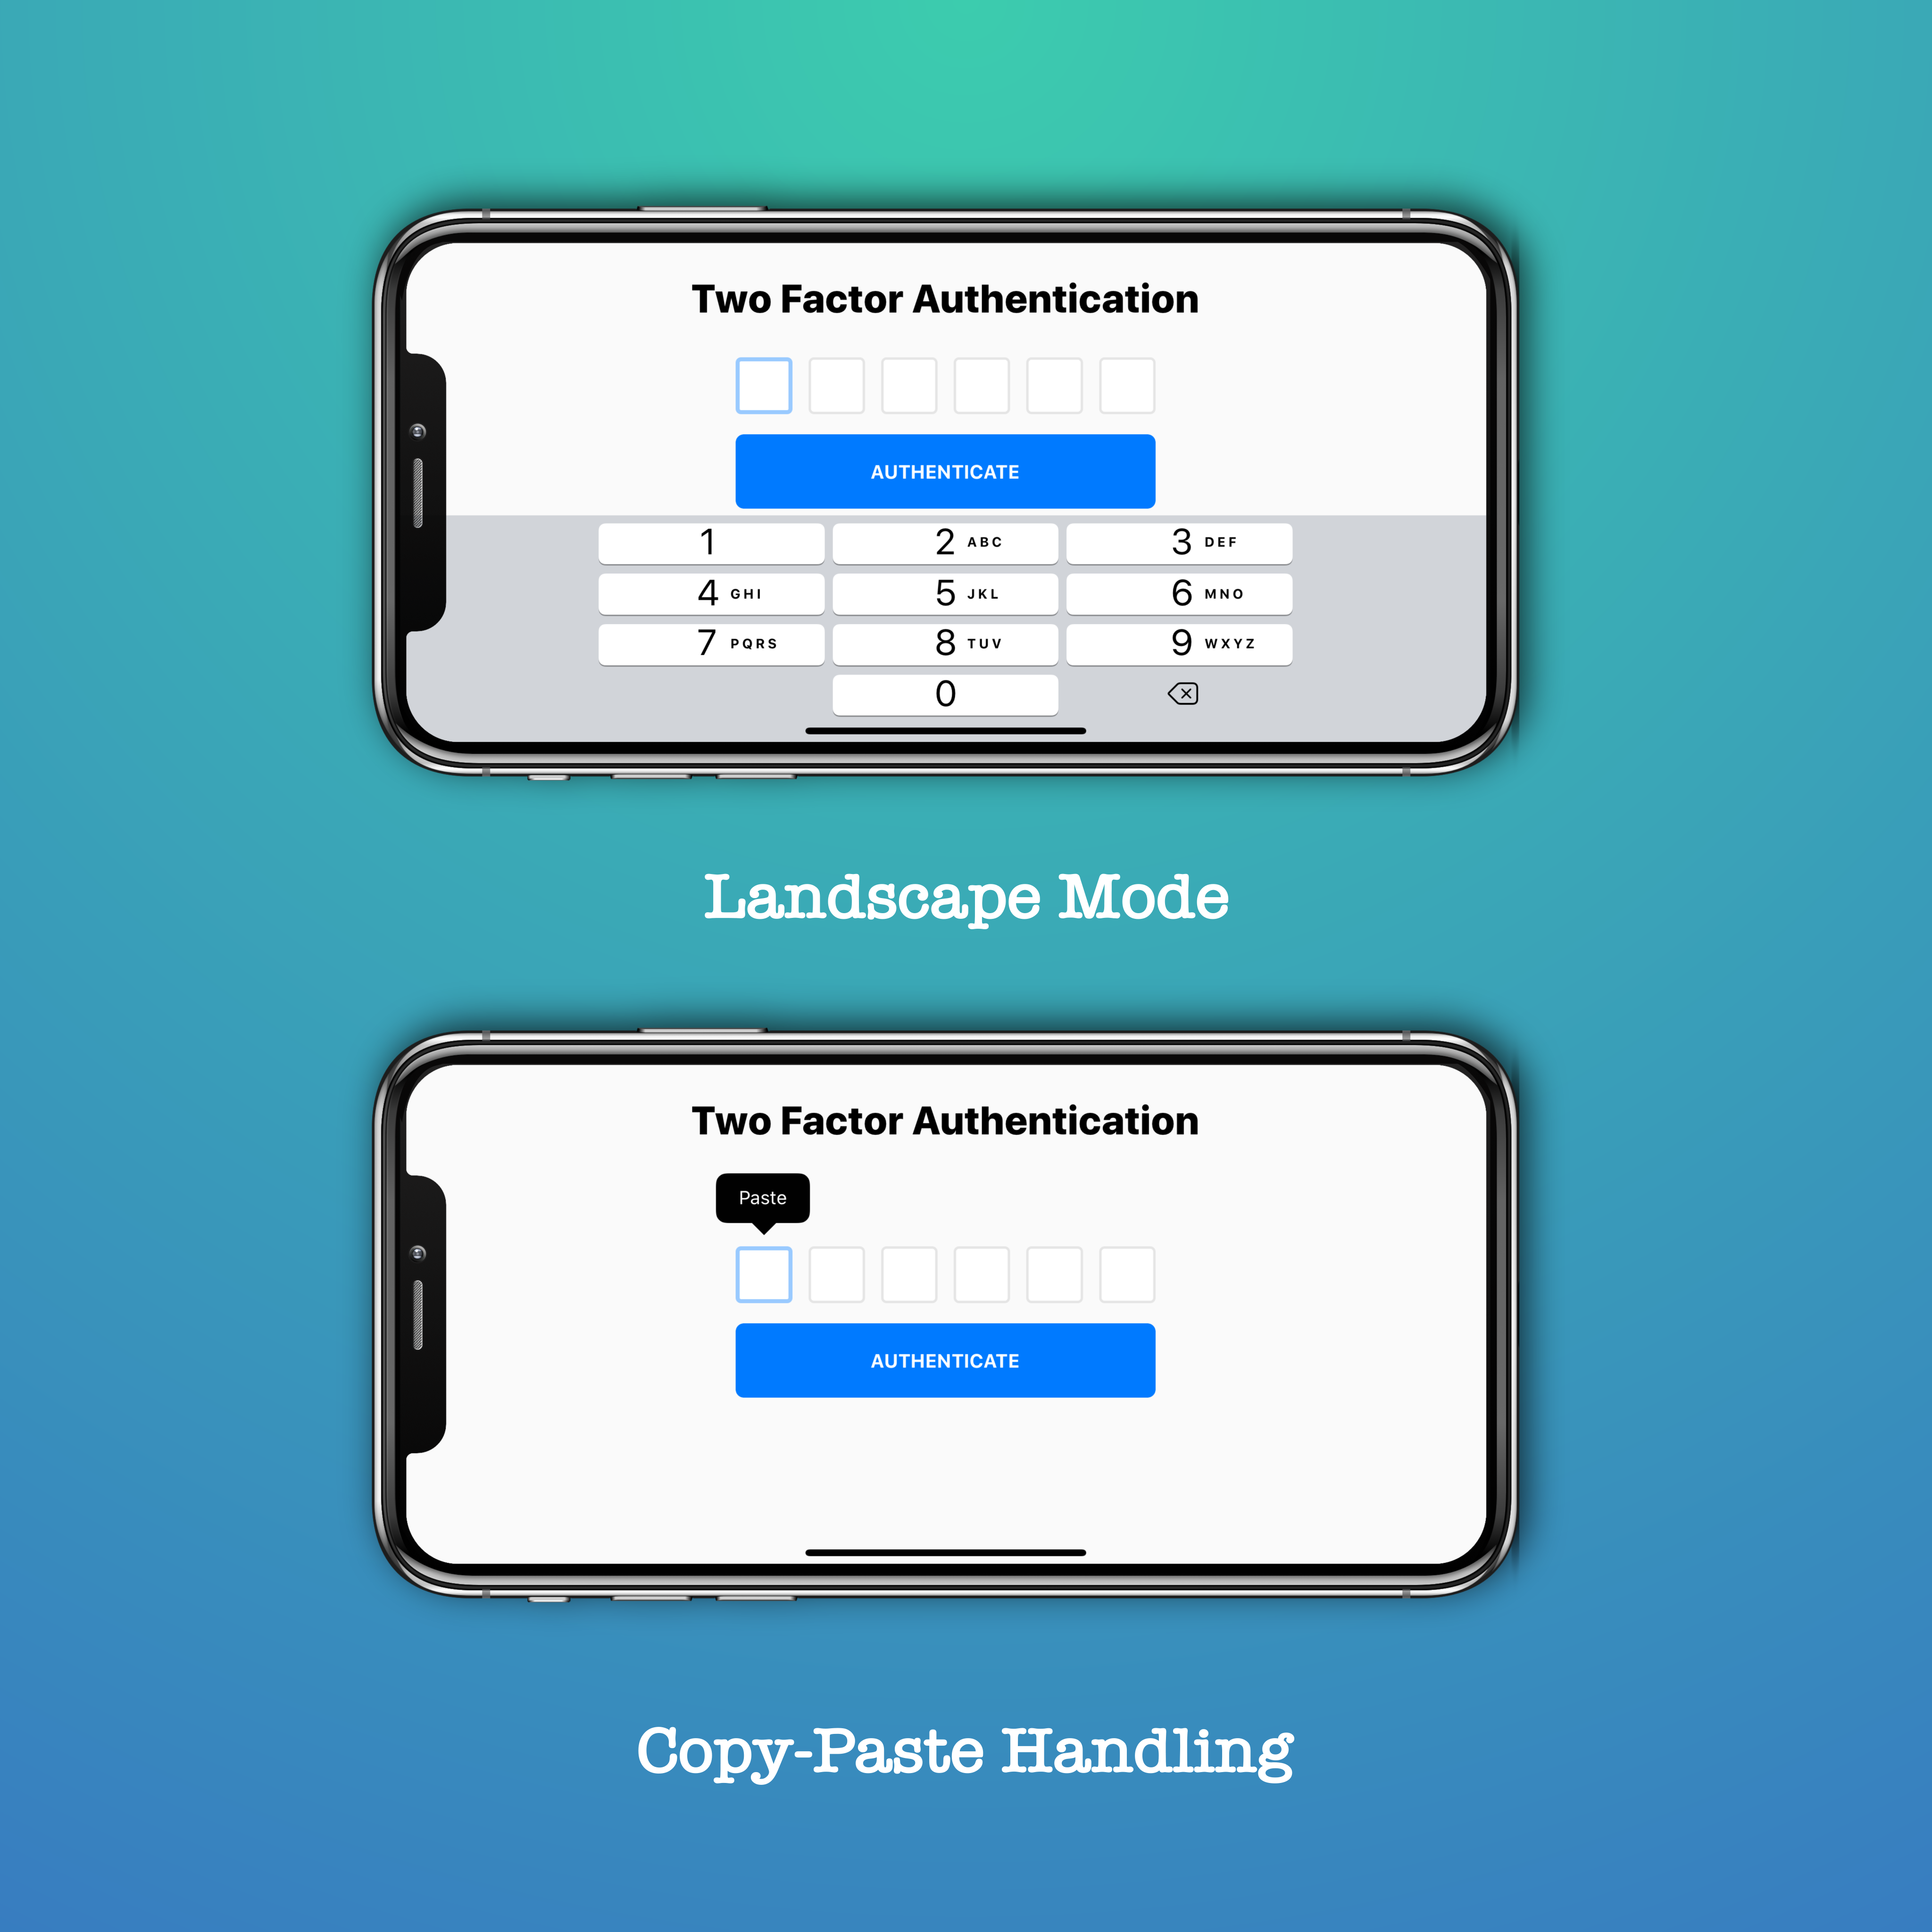 Two Factor Authentication
AUTHENTICATE
1 2 ABC 3 DEF
4 GHI 5 JKL 6 MNO
7 PQRS 8 TUV 9 WXYZ
0
Landscape Mode
Two Factor Authentication
Paste
AUTHENTICATE
Copy-Paste Handling